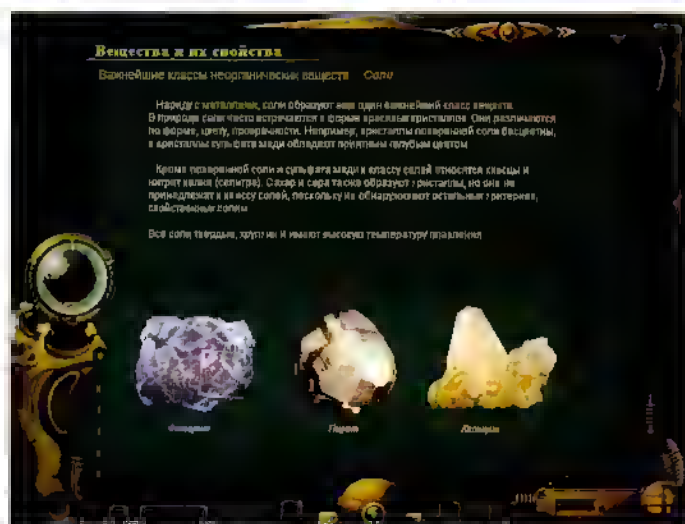 Вещества и их свойства
Важнейшие классы неорганических веществ Соли
Наряду с металлами, соли образуют еще один важнейший класс веществ.
В природе соли часто встречаются в форме красивых кристаллов. Они различаются
по форме, цвету, прозрачности. Например, кристаллы поваренной соли бесцветны,
а кристаллы сульфата меди обладают приятным голубым цветом
Кроме поваренной соли и сульфата меди к классу солей относятся квасцы и
нитрат калия (селитра). Сахар и сера также образуют кристаллы, но они не
принадлежат к классу солей, поскольку не обнаруживают остальных критериев,
свойственных солям
Все соли твердые, хрупкие и имеют высокую температуру плавления
Пирит
Кальцит